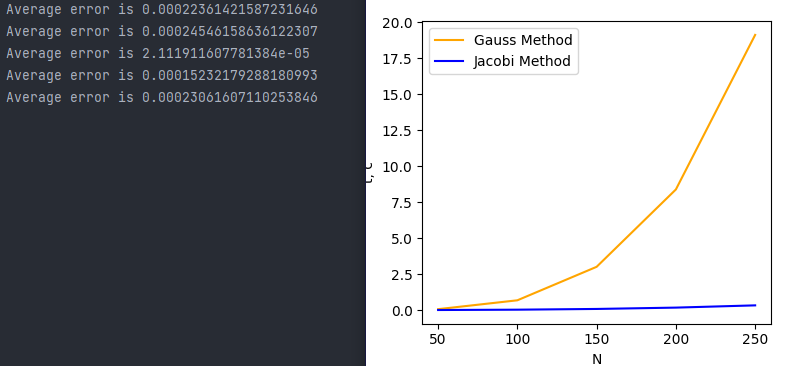 Average error is 0.00022361421587231646
Average error is 0.00024546158636122307
Average error is 2.111911607781384e-05
Average error is 0.00015232179288180993
Average error is 0.00023061607110253846
Gauss Method
Jacobi Method
20.0
17.5
15.0
12.5
10.0
7.5
5.0
2.5
0.0
50 100 150 200 250
N